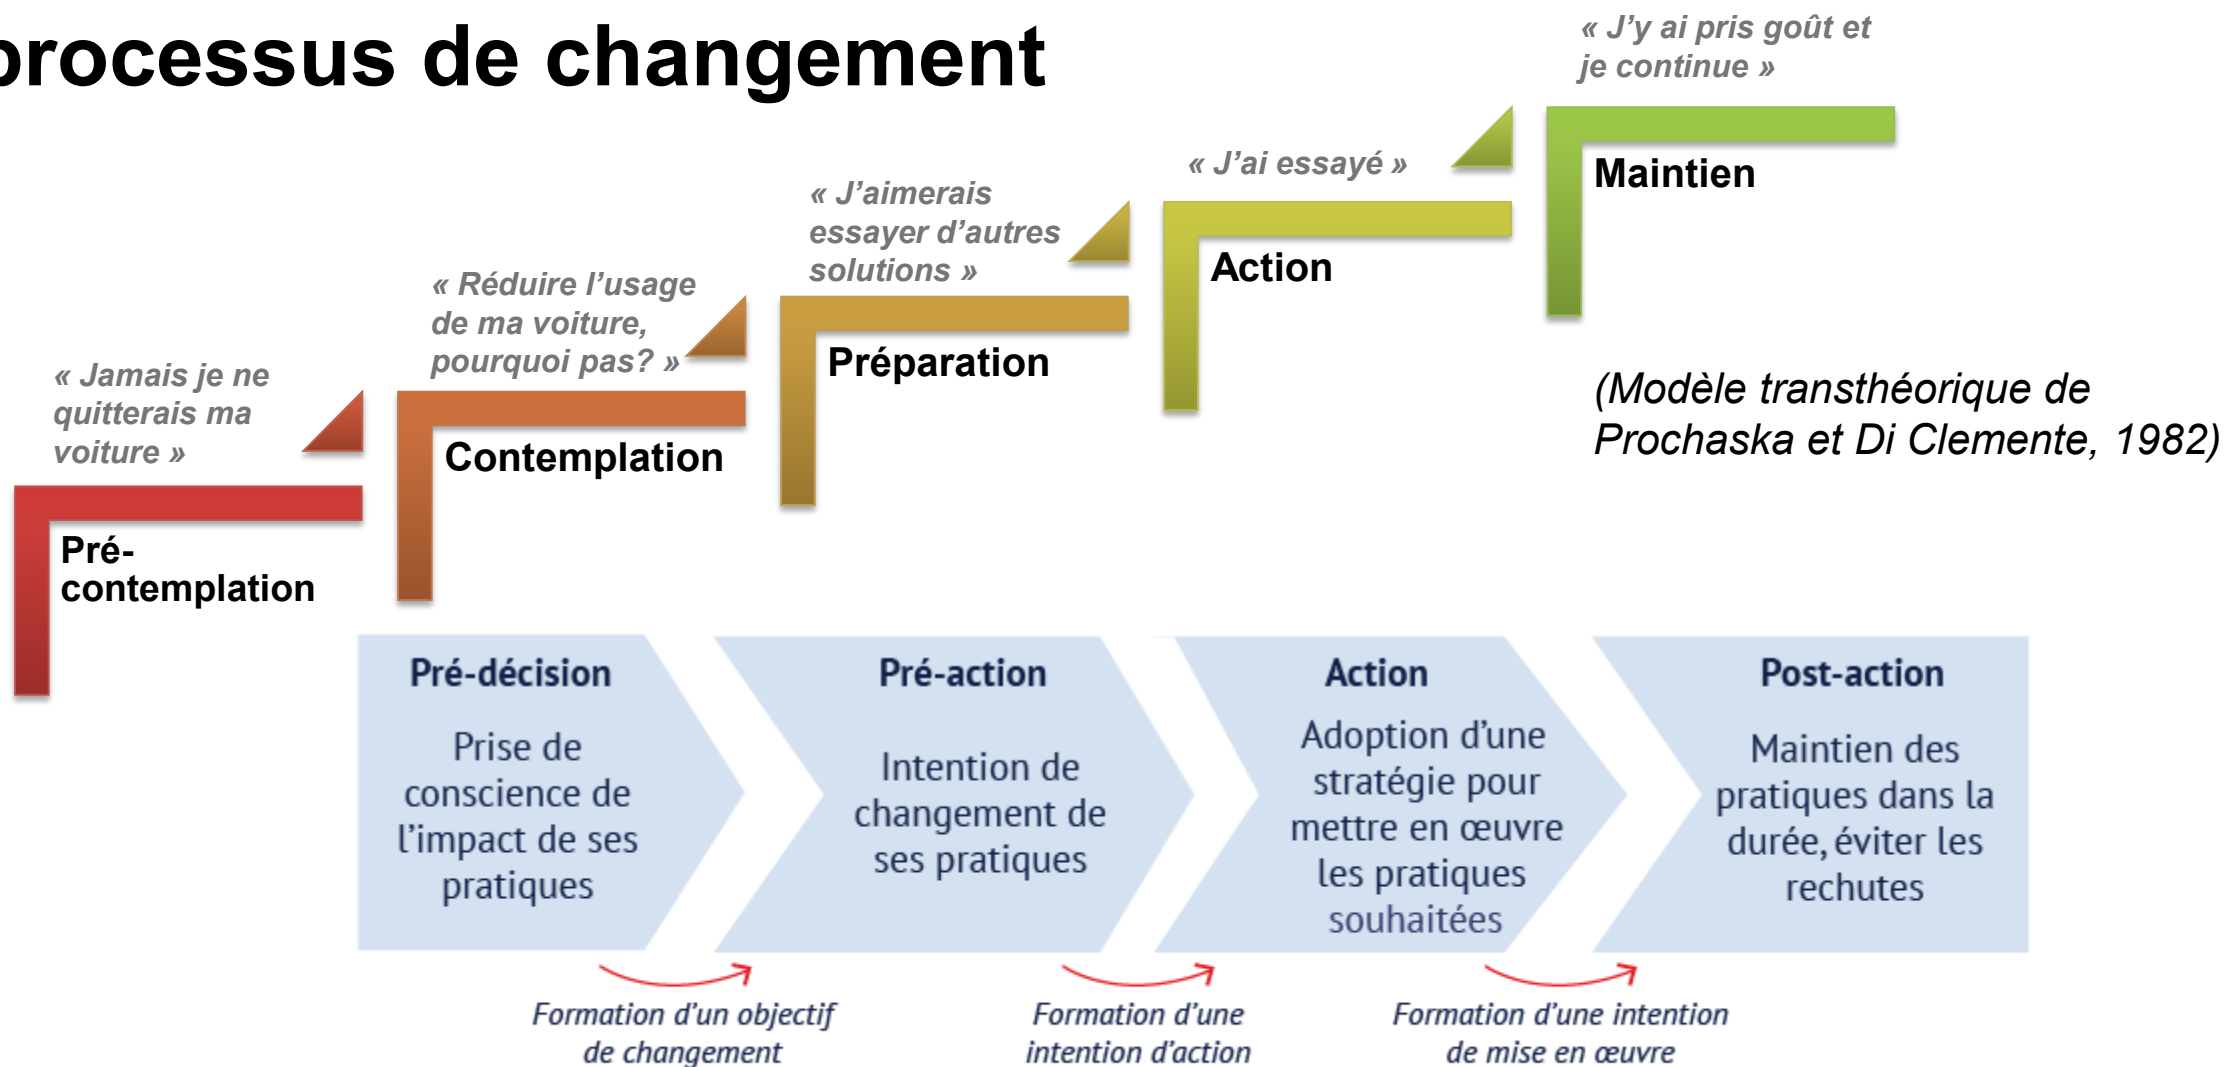 processus de changement
« J’y ai pris goût et
je continue »
Maintien
« J’ai essayé »
Action
« J’aimerais
essayer d’autres
solutions »
Préparation
« Réduire l’usage
de ma voiture,
pourquoi pas? »
Contemplation
« Jamais je ne
quitterais ma
voiture »
Pré-
contemplation
(Modèle transthéorique de
Prochaska et Di Clemente, 1982)
Pré-décision
Prise de
conscience de
l’impact de ses
pratiques
Pré-action
Intention de
changement de
ses pratiques
Action
Adoption d’une
stratégie pour
mettre en œuvre
les pratiques
souhaitées
Post-action
Maintien des
pratiques dans la
durée, éviter les
rechutes
Formation d’un objectif
de changement
Formation d’une
intention d’action
Formation d’une intention
de mise en œuvre